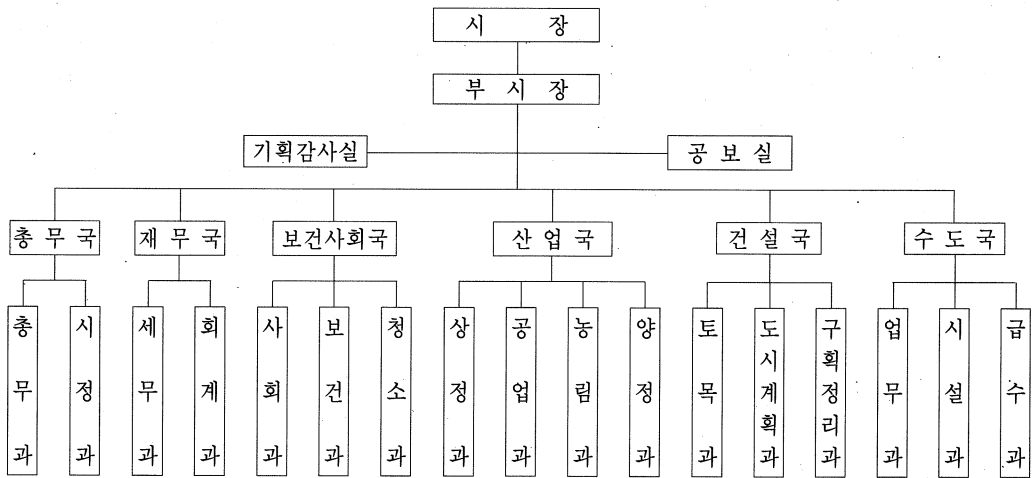 시 장
부 시 장
기획감사실
공 보 실
총 무 국
재 무 국
보건사회국
산 업 국
건 설 국
수 도 국
총 무 과
시 정 과
세 무 과
회 계 과
사 회 과
보 건 과
청 소 과
상 정 과
공 업 과
농 림 과
양 정 과
토 목 과
도시계획과
구획정리과
업 무 과
시 설 과
급 수 과